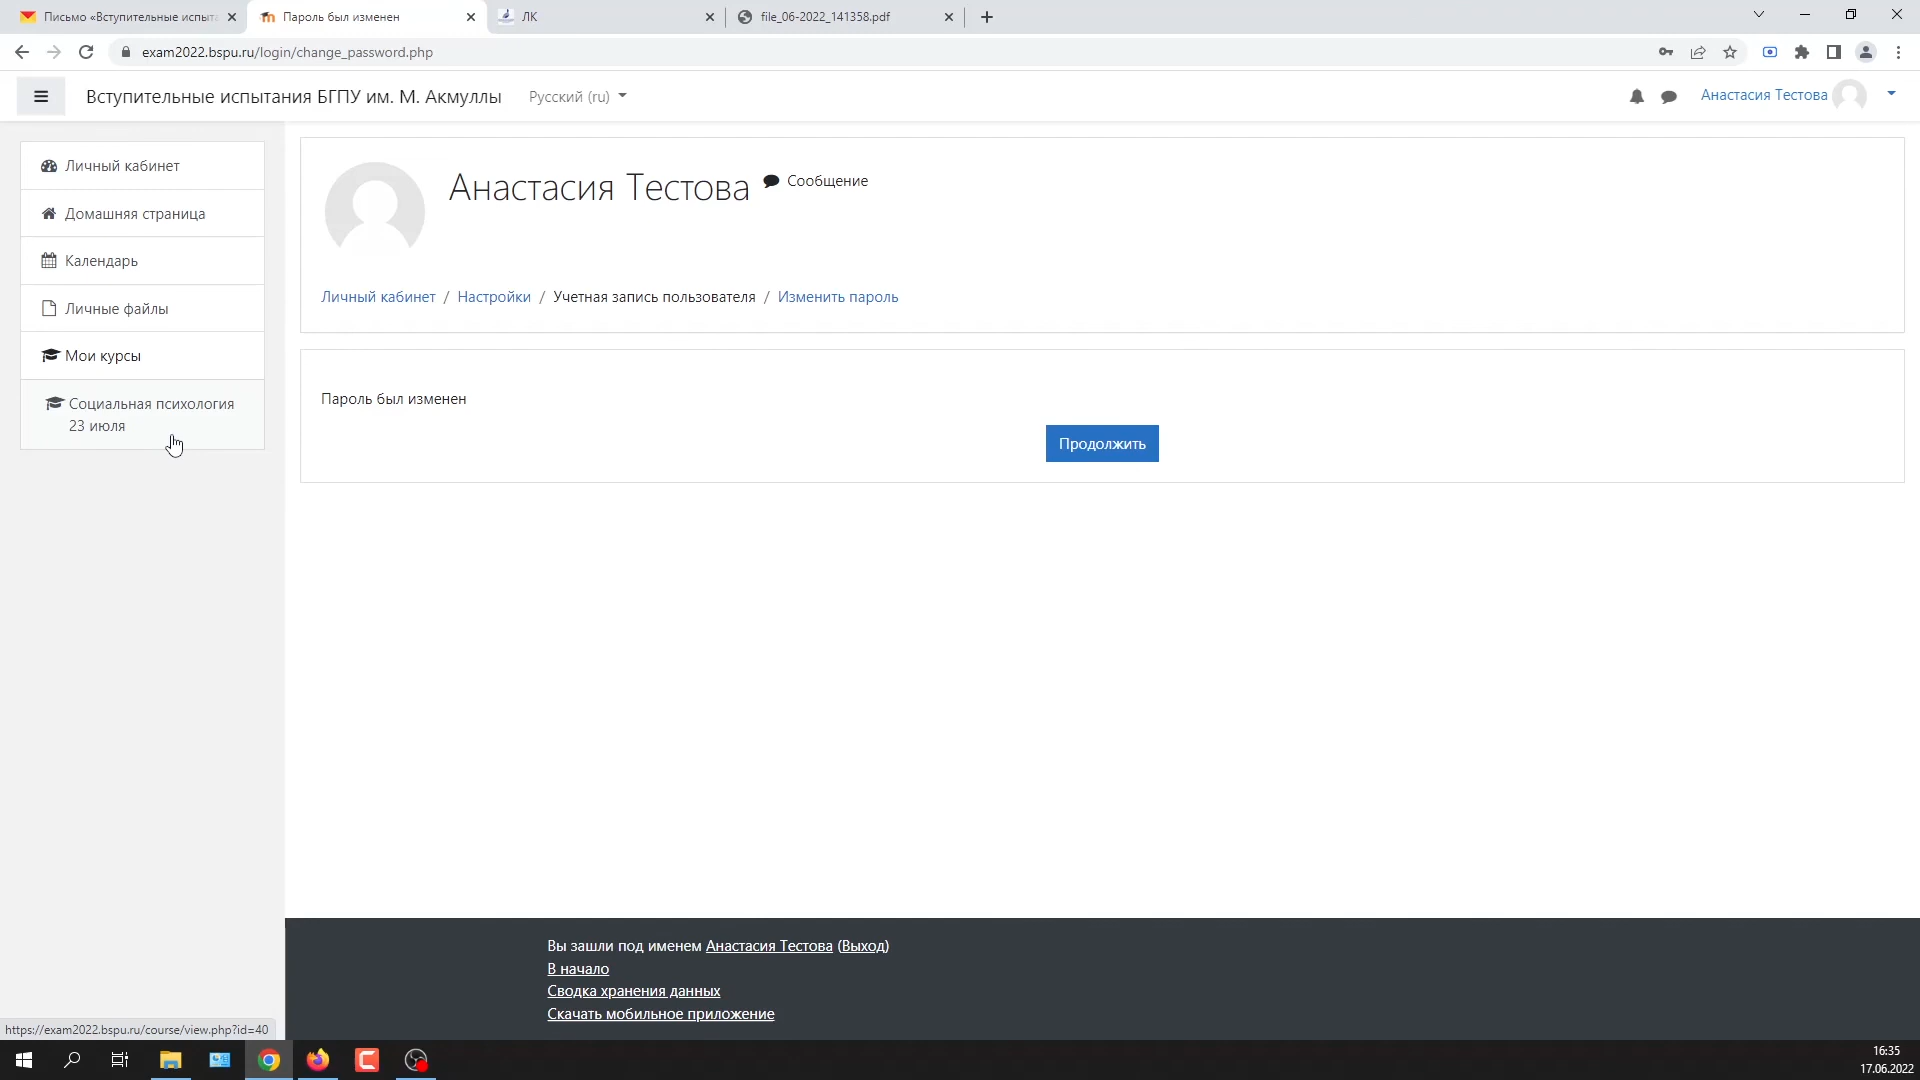 Письмо «Вступительные испыт
Пароль был изменен
ЛК
file_06-2022_141358.pdf
exam2022.bspu.ru/login/change_password.php
Вступительные испытания БГПУ им. М. Акмуллы
Русский (ru)
Анастасия Тестова
Личный кабинет
Домашняя страница
Календарь
Личные файлы
Мои курсы
Социальная психология
23 июля
Анастасия Тестова
Сообщение
Личный кабинет / Настройки / Учетная запись пользователя / Изменить пароль
Пароль был изменен
Продолжить
Вы зашли под именем Анастасия Тестова (Выход)
В начало
Сводка хранения данных
Скачать мобильное приложение
https://exam2022.bspu.ru/course/view.php?id=40
16:35
17.06.2022